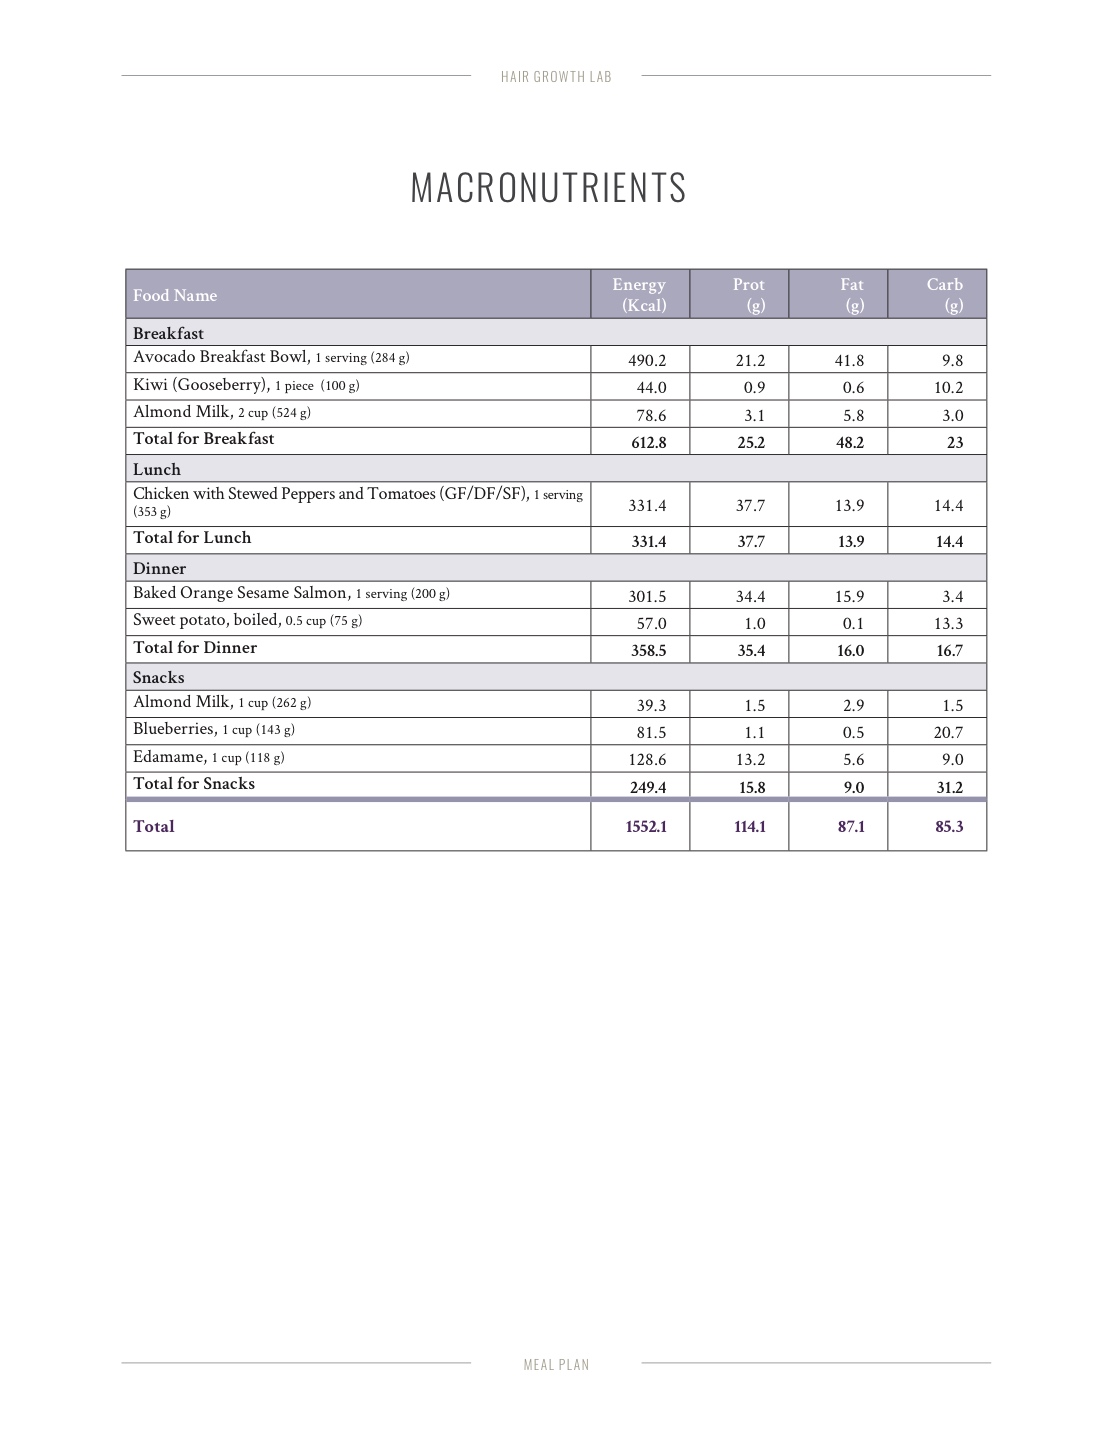 HAIR GROWTH LAB
MACRONUTRIENTS
Food Name Energy (Kcal) Prot (g) Fat (g) Carb (g)
Breakfast
Avocado Breakfast Bowl, 1 serving (284 g) 490.2 21.2 41.8 9.8
Kiwi (Gooseberry), 1 piece (100 g) 44.0 0.9 0.6 10.2
Almond Milk, 2 cup (524 g) 78.6 3.1 5.8 3.0
Total for Breakfast 612.8 25.2 48.2 23
Lunch
Chicken with Stewed Peppers and Tomatoes (GF/DF/SF), 1 serving
(353 g) 331.4 37.7 13.9 14.4
Total for Lunch 331.4 37.7 13.9 14.4
Dinner
Baked Orange Sesame Salmon, 1 serving (200 g) 301.5 34.4 15.9 3.4
Sweet potato, boiled, 0.5 cup (75 g) 57.0 1.0 0.1 13.3
Total for Dinner 358.5 35.4 16.0 16.7
Snacks
Almond Milk, 1 cup (262 g) 39.3 1.5 2.9 1.5
Blueberries, 1 cup (143 g) 81.5 1.1 0.5 20.7
Edamame, 1 cup (118 g) 128.6 13.2 5.6 9.0
Total for Snacks 249.4 15.8 9.0 31.2
Total 1552.1 114.1 87.1 85.3
MEAL PLAN